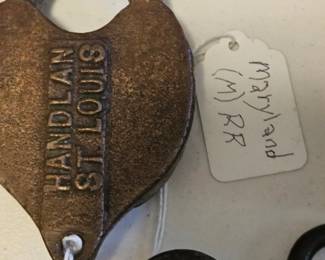 HANDLAN
ST LOUIS
Maryland
(M) RR